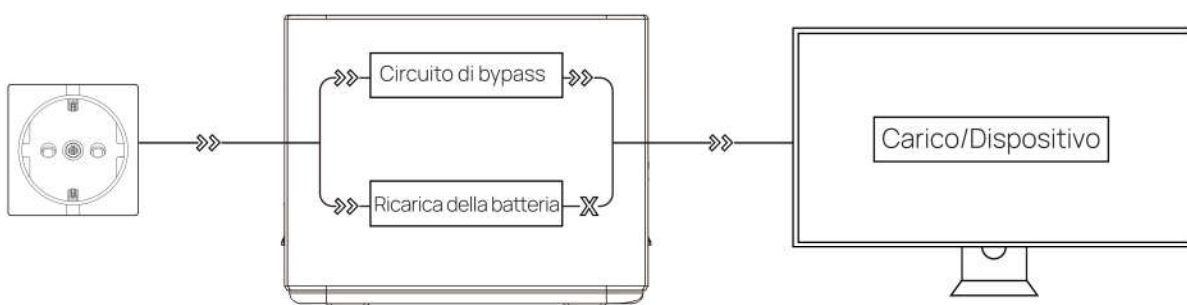 Circuito di bypass
Carico/Dispositivo
Ricarica della batteria
X